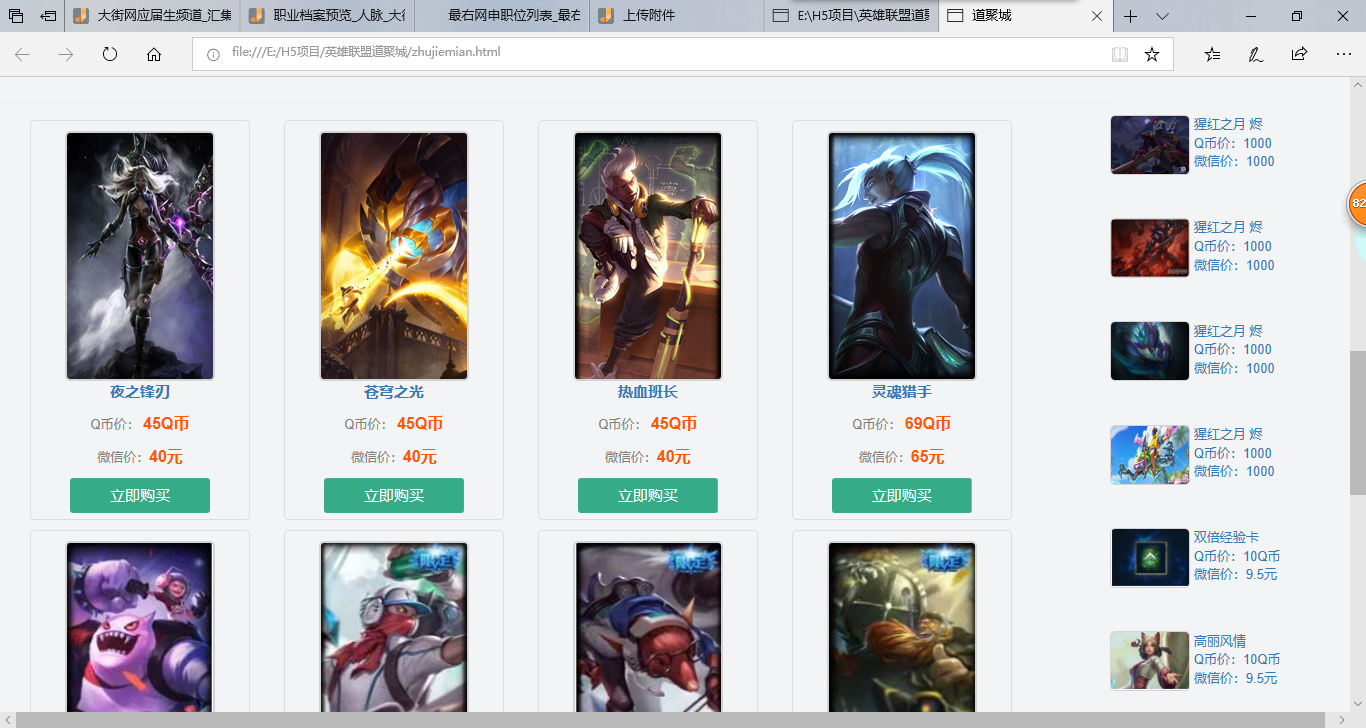 大街网应届生频道_汇集
职业档案预览_人脉_大
最右网申职位列表_最右
上传附件
E:\H5项目\英雄联盟道聚
道聚城
file:///E:/H5项目/英雄联盟道聚城/zhujiemian.html
82
夜之锋刃
Q币价: 45Q币
微信价: 40元
立即购买
苍穹之光
Q币价: 45Q币
微信价: 40元
立即购买
热血班长
Q币价: 45Q币
微信价: 40元
立即购买
灵魂猎手
Q币价: 69Q币
微信价: 65元
立即购买
限定
限定
限定
猩红之月 烬
Q币价：1000
微信价：1000
猩红之月 烬
Q币价：1000
微信价：1000
猩红之月 烬
Q币价：1000
微信价：1000
猩红之月 烬
Q币价：1000
微信价：1000
双倍经验卡
Q币价：10Q币
微信价：9.5元
高丽风情
Q币价：10Q币
微信价：9.5元